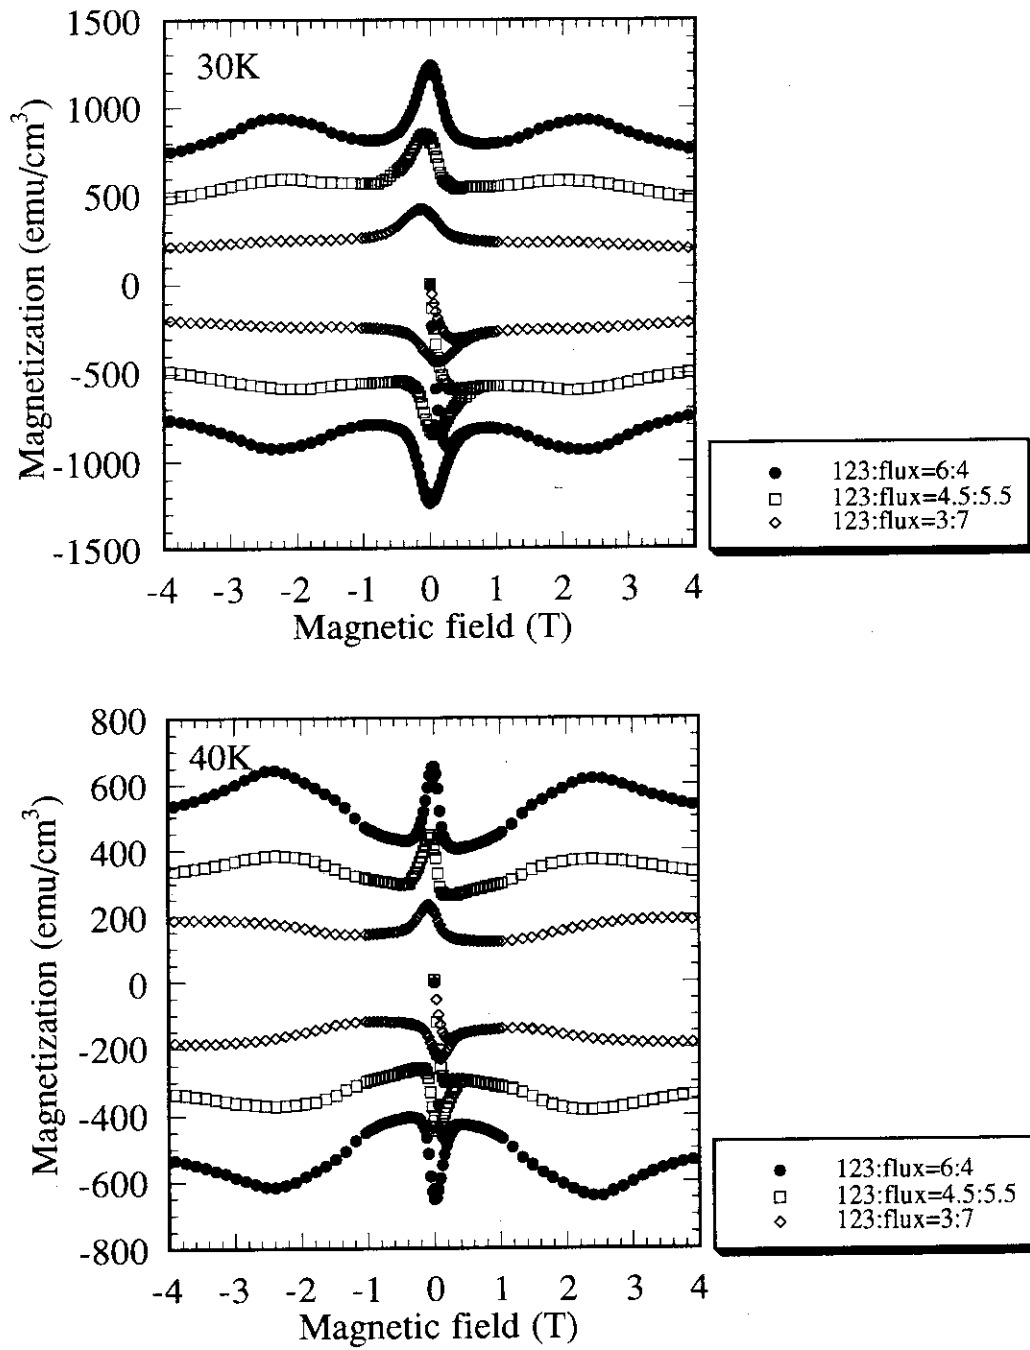 1500
1000
500
0
-500
-1000
-1500
Magnetization (emu/cm³)
30K
-4 -3 -2 -1 0 1 2 3 4
Magnetic field (T)
123:flux=6:4
123:flux=4.5:5.5
123:flux=3:7
800
600
400
200
0
-200
-400
-600
-800
Magnetization (emu/cm³)
40K
-4 -3 -2 -1 0 1 2 3 4
Magnetic field (T)
123:flux=6:4
123:flux=4.5:5.5
123:flux=3:7